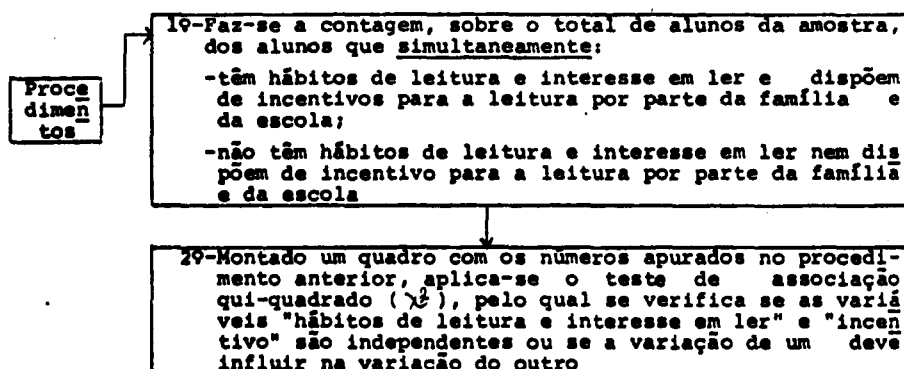 Proce
dimen
tos
1º-Faz-se a contagem, sobre o total de alunos da amostra,
dos alunos que simultaneamente:
-têm hábitos de leitura e interesse em ler e dispõem
de incentivos para a leitura por parte da família e
da escola;
-não têm hábitos de leitura e interesse em ler nem dis
põem de incentivo para a leitura por parte da família
e da escola
2º-Montado um quadro com os números apurados no procedi-
mento anterior, aplica-se o teste de associação
qui-quadrado (χ²), pelo qual se verifica se as variá
veis "hábitos de leitura e interesse em ler" e "incen
tivo" são independentes ou se a variação de um deve
influir na variação do outro